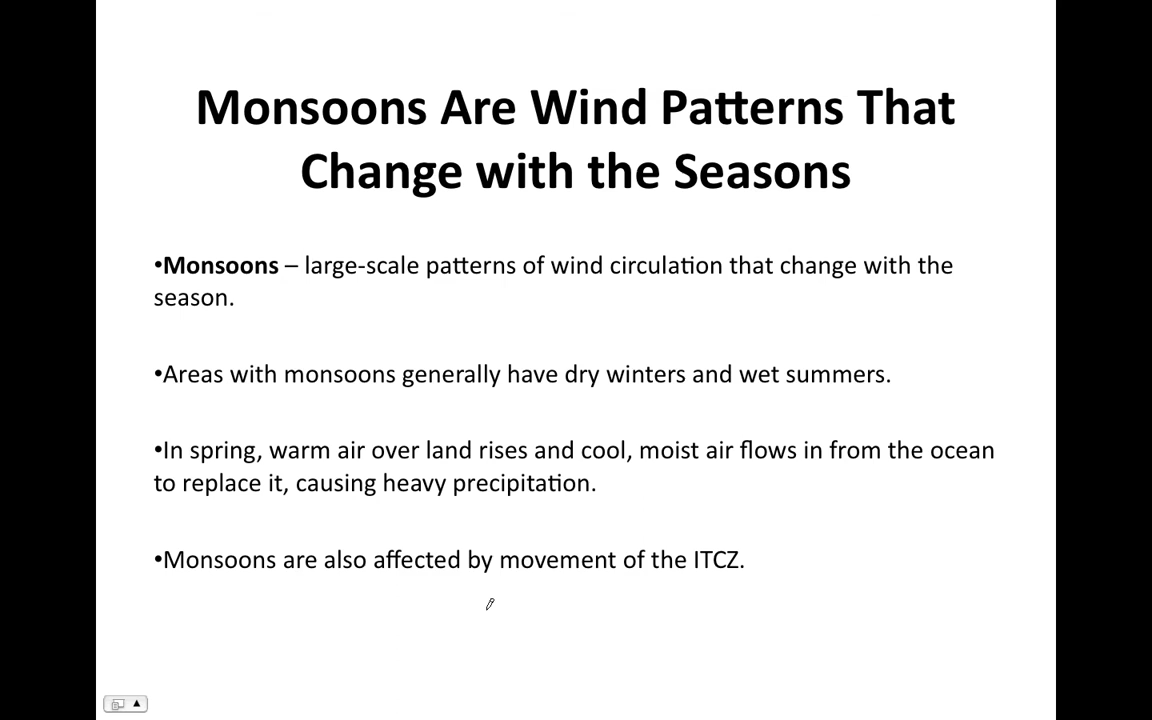 Monsoons Are Wind Patterns That
Change with the Seasons
•Monsoons – large-scale patterns of wind circulation that change with the
season.
•Areas with monsoons generally have dry winters and wet summers.
•In spring, warm air over land rises and cool, moist air flows in from the ocean
to replace it, causing heavy precipitation.
•Monsoons are also affected by movement of the ITCZ.